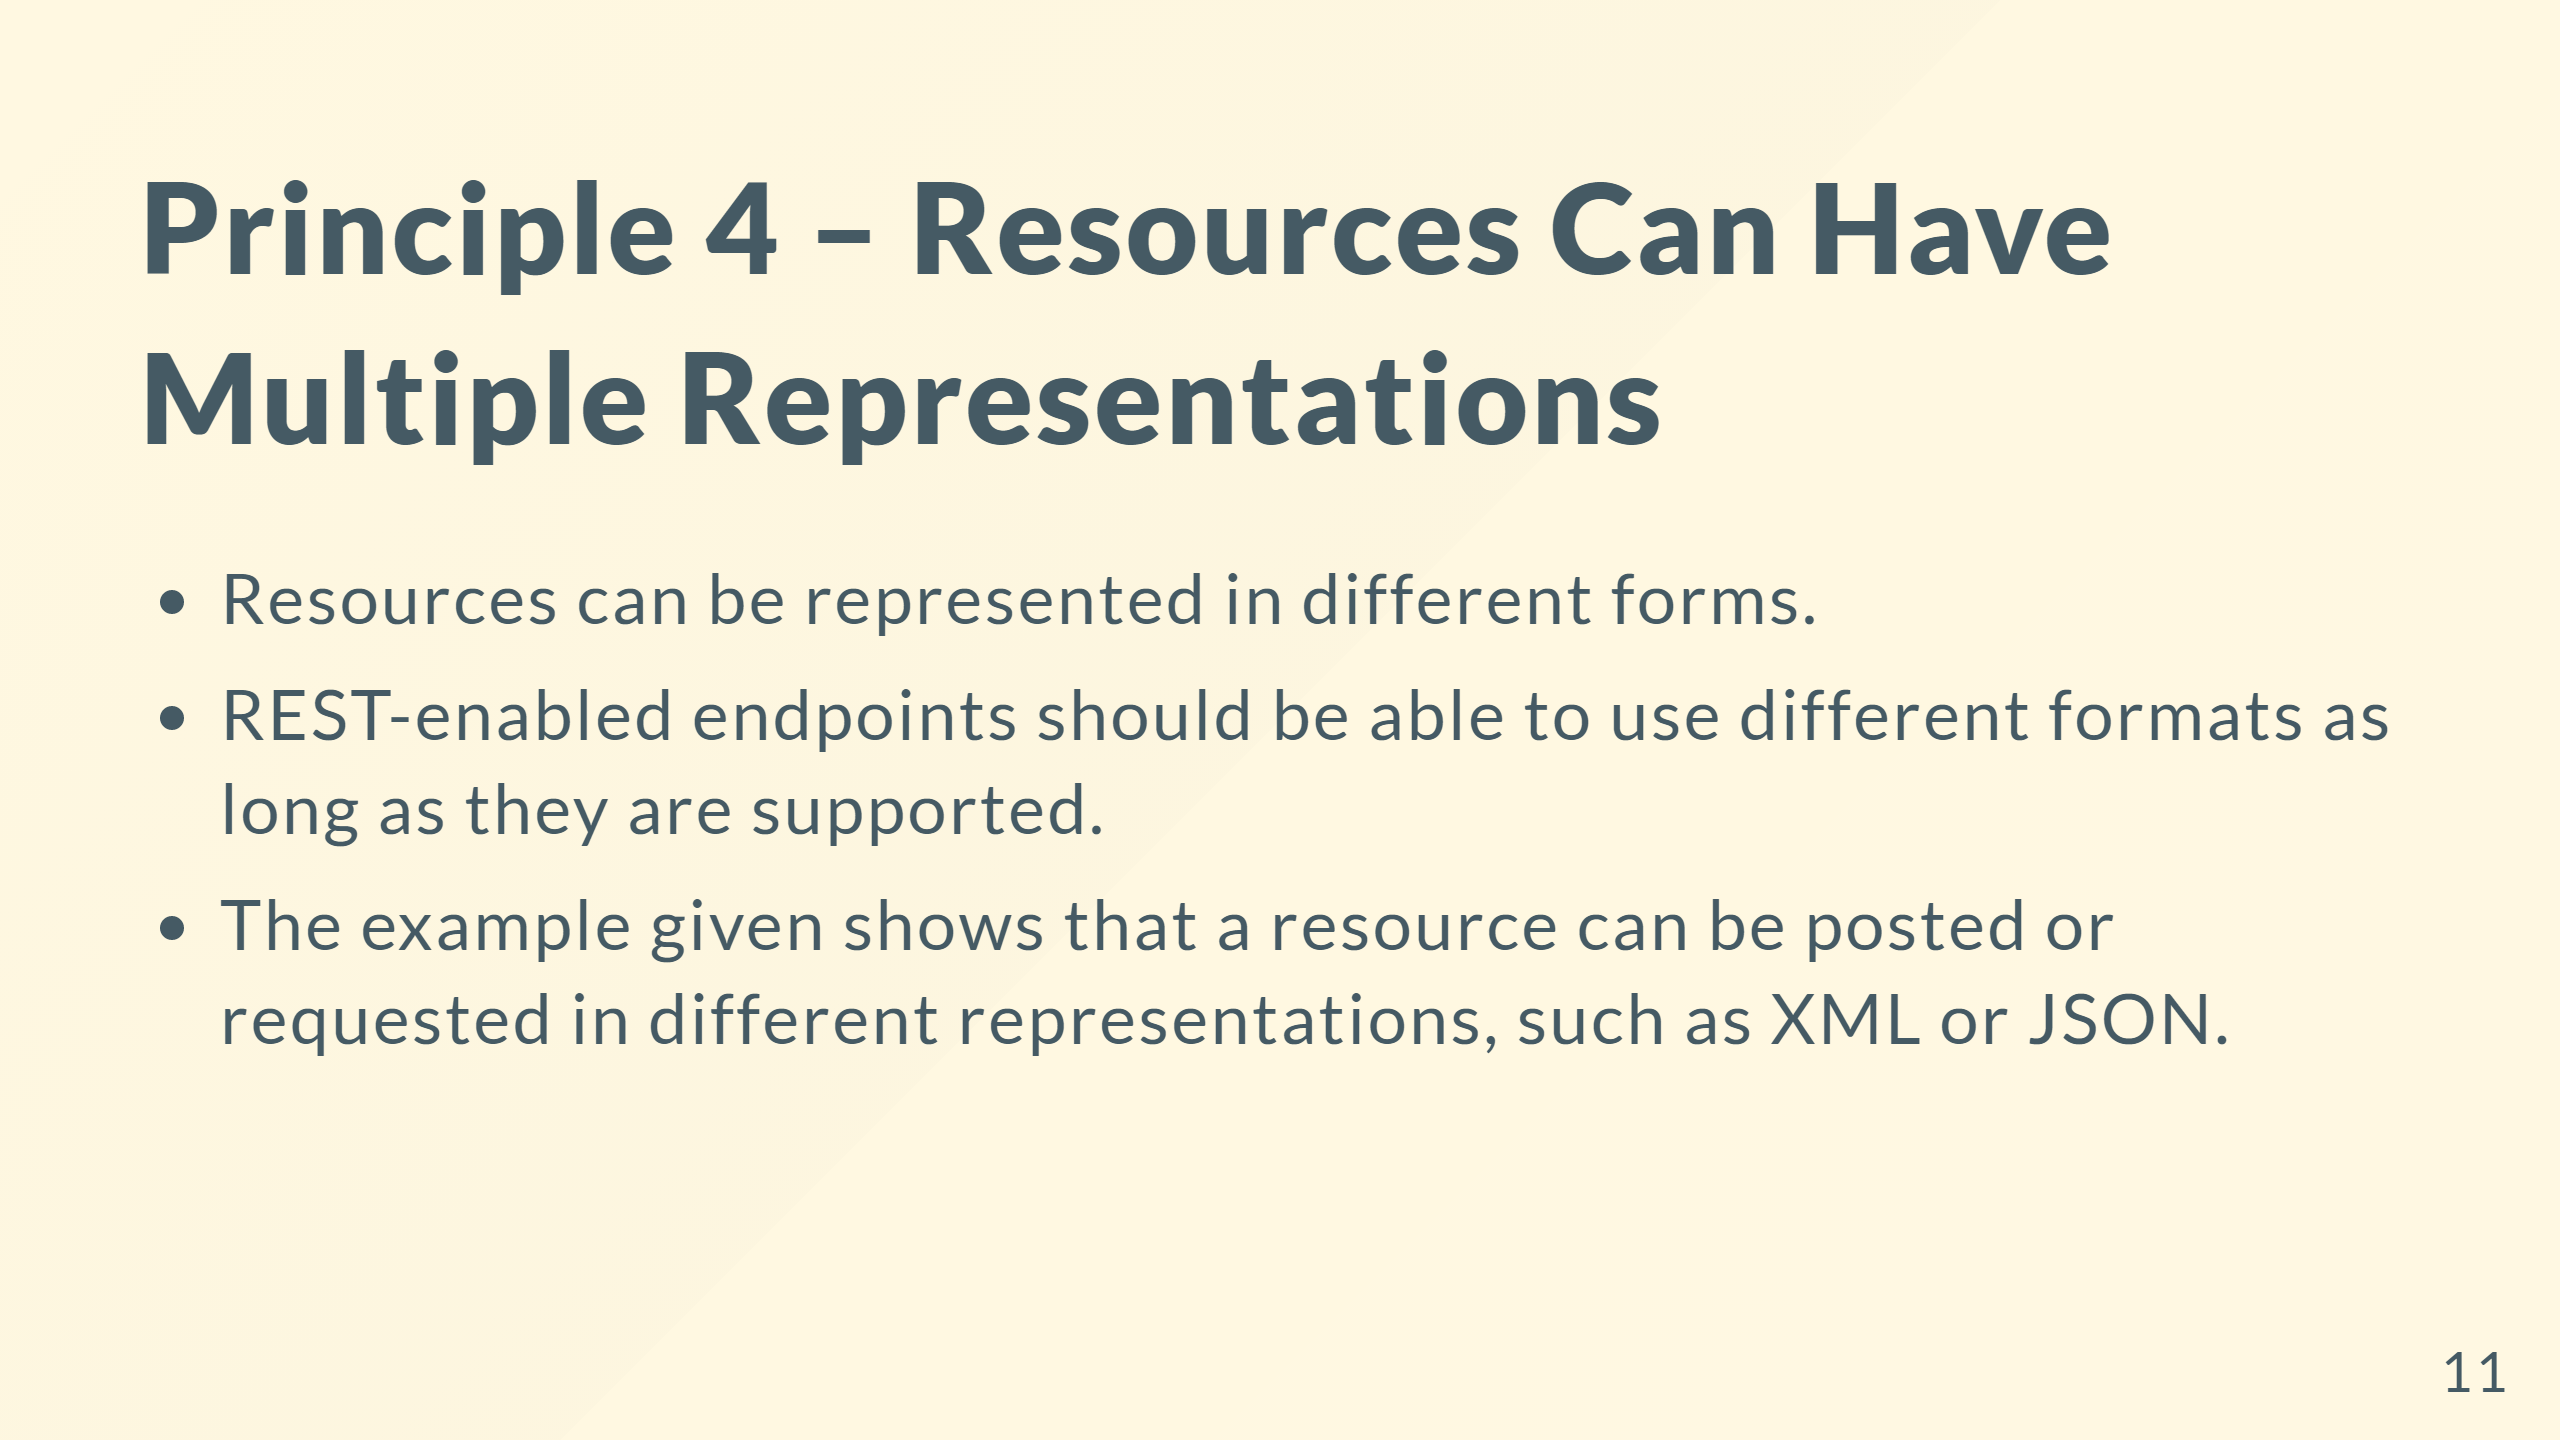 Principle 4 – Resources Can Have
Multiple Representations
• Resources can be represented in different forms.
• REST-enabled endpoints should be able to use different formats as
long as they are supported.
• The example given shows that a resource can be posted or
requested in different representations, such as XML or JSON.
11